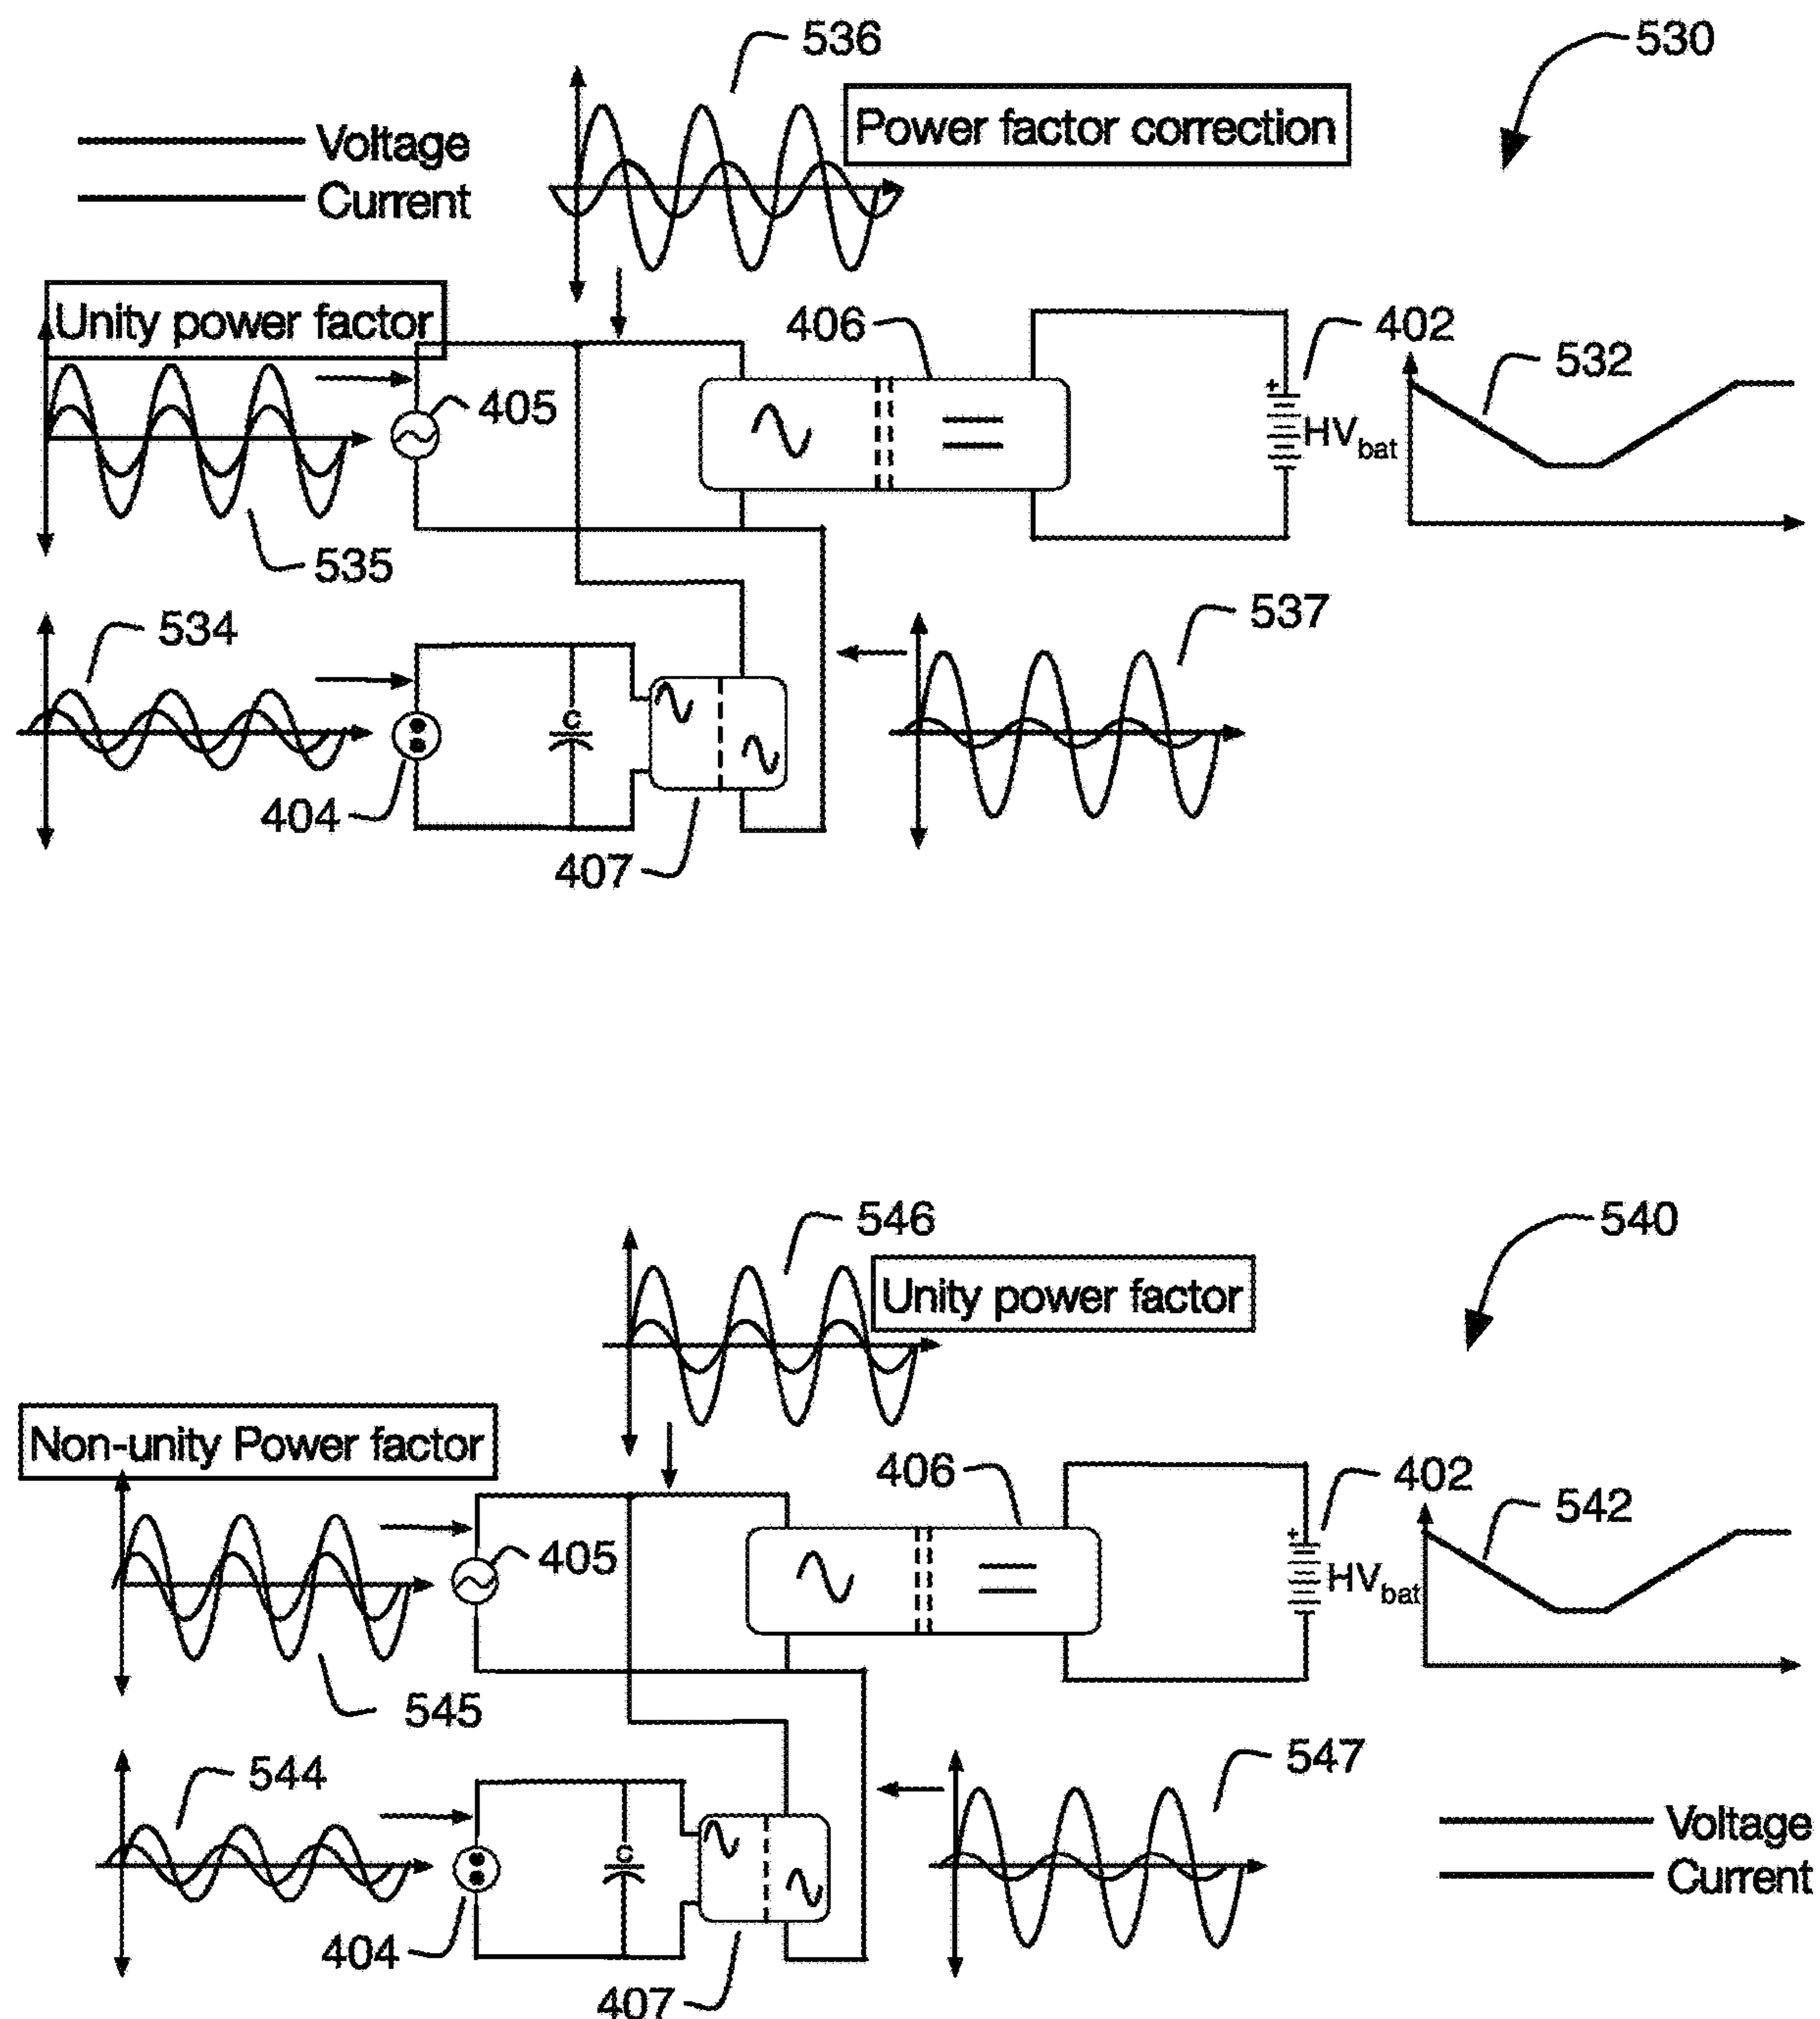 536
530
Power factor correction
Voltage
Current
Unity power factor
406
402
532
405
+
HVbat
535
534
537
C
404
407
546
540
Unity power factor
Non-unity Power factor
406
402
542
405
+
HVbat
545
547
544
Voltage
C
Current
404
407